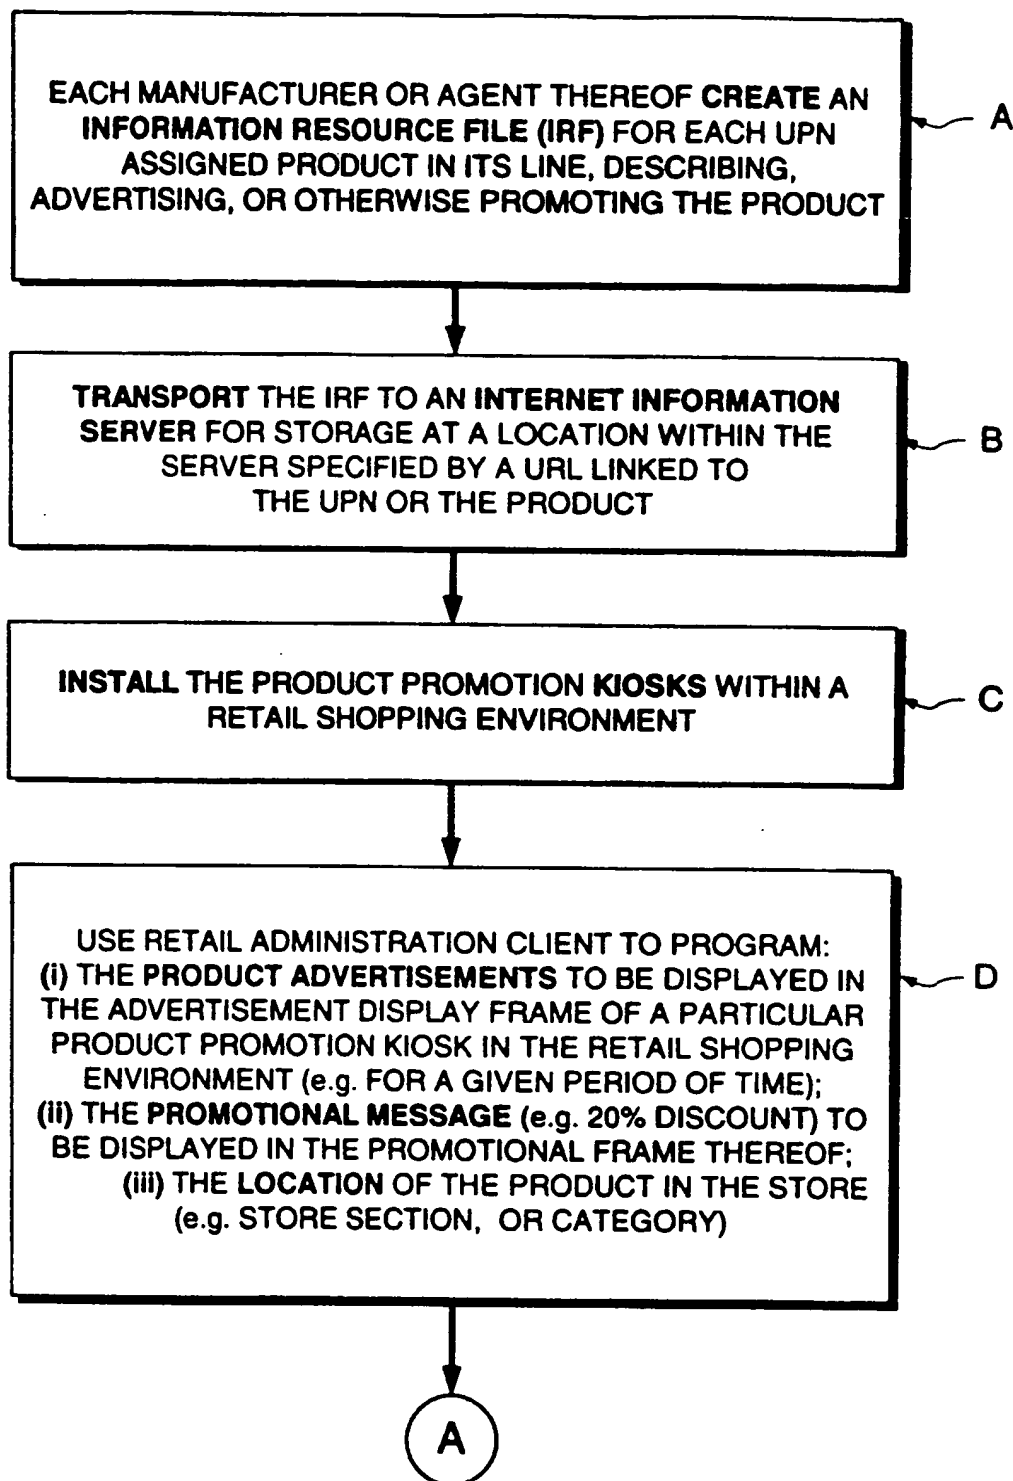 EACH MANUFACTURER OR AGENT THEREOF CREATE AN
INFORMATION RESOURCE FILE (IRF) FOR EACH UPN
ASSIGNED PRODUCT IN ITS LINE, DESCRIBING,
ADVERTISING, OR OTHERWISE PROMOTING THE PRODUCT
A
TRANSPORT THE IRF TO AN INTERNET INFORMATION
SERVER FOR STORAGE AT A LOCATION WITHIN THE
SERVER SPECIFIED BY A URL LINKED TO
THE UPN OR THE PRODUCT
B
INSTALL THE PRODUCT PROMOTION KIOSKS WITHIN A
RETAIL SHOPPING ENVIRONMENT
C
USE RETAIL ADMINISTRATION CLIENT TO PROGRAM:
(i) THE PRODUCT ADVERTISEMENTS TO BE DISPLAYED IN
THE ADVERTISEMENT DISPLAY FRAME OF A PARTICULAR
PRODUCT PROMOTION KIOSK IN THE RETAIL SHOPPING
ENVIRONMENT (e.g. FOR A GIVEN PERIOD OF TIME);
(ii) THE PROMOTIONAL MESSAGE (e.g. 20% DISCOUNT) TO
BE DISPLAYED IN THE PROMOTIONAL FRAME THEREOF;
(iii) THE LOCATION OF THE PRODUCT IN THE STORE
(e.g. STORE SECTION, OR CATEGORY)
D
A